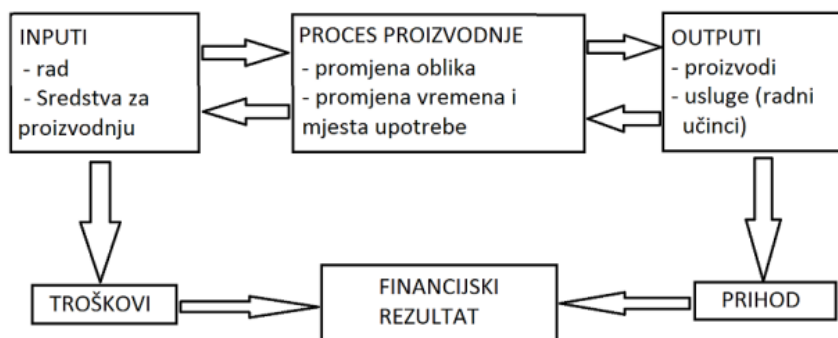 INPUTI
- rad
- Sredstva za
proizvodnju
PROCES PROIZVODNJE
- promjena oblika
- promjena vremena i
mjesta upotrebe
OUTPUTI
- proizvodi
- usluge (radni
učinci)
TROŠKOVI
FINANCIJSKI
REZULTAT
PRIHOD